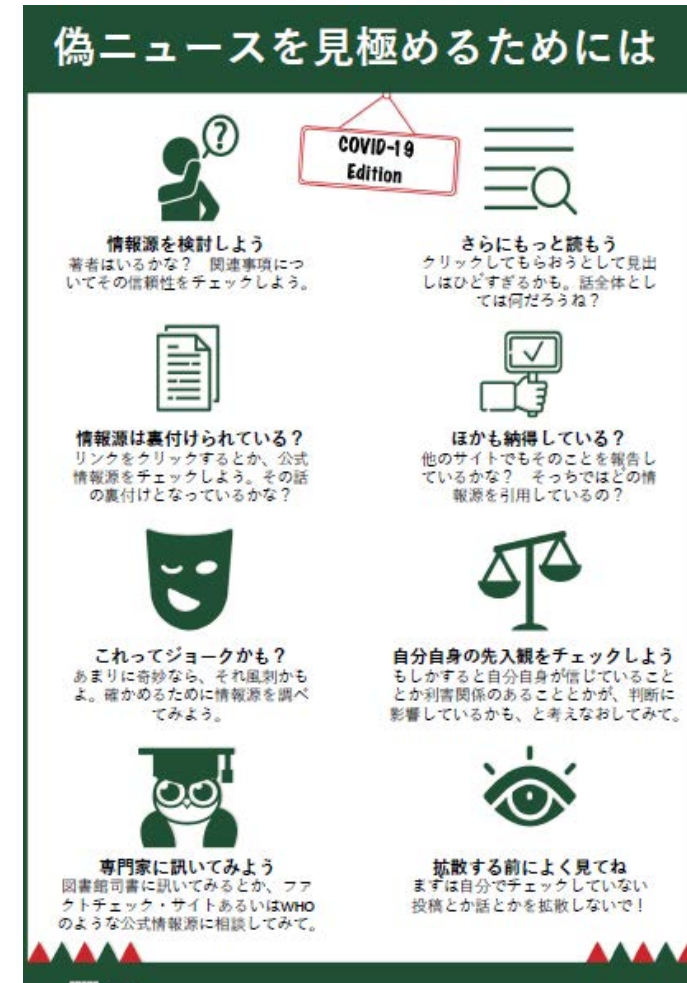 偽ニュースを見極めるためには
COVID-19
Edition
?
情報源を検討しよう
著者はいるかな？　関連事項につ
いてその信頼性をチェックしよう。
さらにもっと読もう
クリックしてもらおうとして見出
しはひどすぎるかも。話全体とし
ては何だろうね？
情報源は裏付けられている？
リンクをクリックするとか、公式
情報源をチェックしよう。その話
の裏付けとなっているかな？
ほかも納得している？
他のサイトでもそのことを報告し
ているかな？　そっちではどの情
報源を引用しているの？
これってジョークかも？
あまりに奇妙なら、それ風刺かも
よ。確かめるために情報源を調べ
てみよう。
自分自身の先入観をチェックしよう
もしかすると自分自身が信じていること
とか利害関係のあることとかが、判断に
影響しているかも、と考えなおしてみて。
専門家に訊いてみよう
図書館司書に訊いてみるとか、ファ
クトチェック・サイトあるいはWHO
のような公式情報源に相談してみて。
拡散する前によく見てね
まずは自分でチェックしていない
投稿とか話とかを拡散しないで！